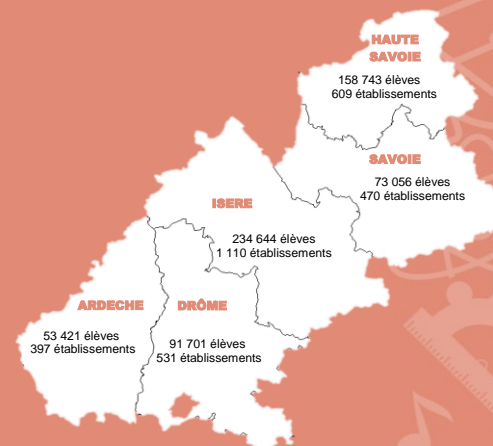 HAUTE
SAVOIE
158 743 élèves
609 établissements
SAVOIE
73 056 élèves
470 établissements
ISERE
234 644 élèves
1 110 établissements
ARDECHE
53 421 élèves
397 établissements
DRÔME
91 701 élèves
531 établissements